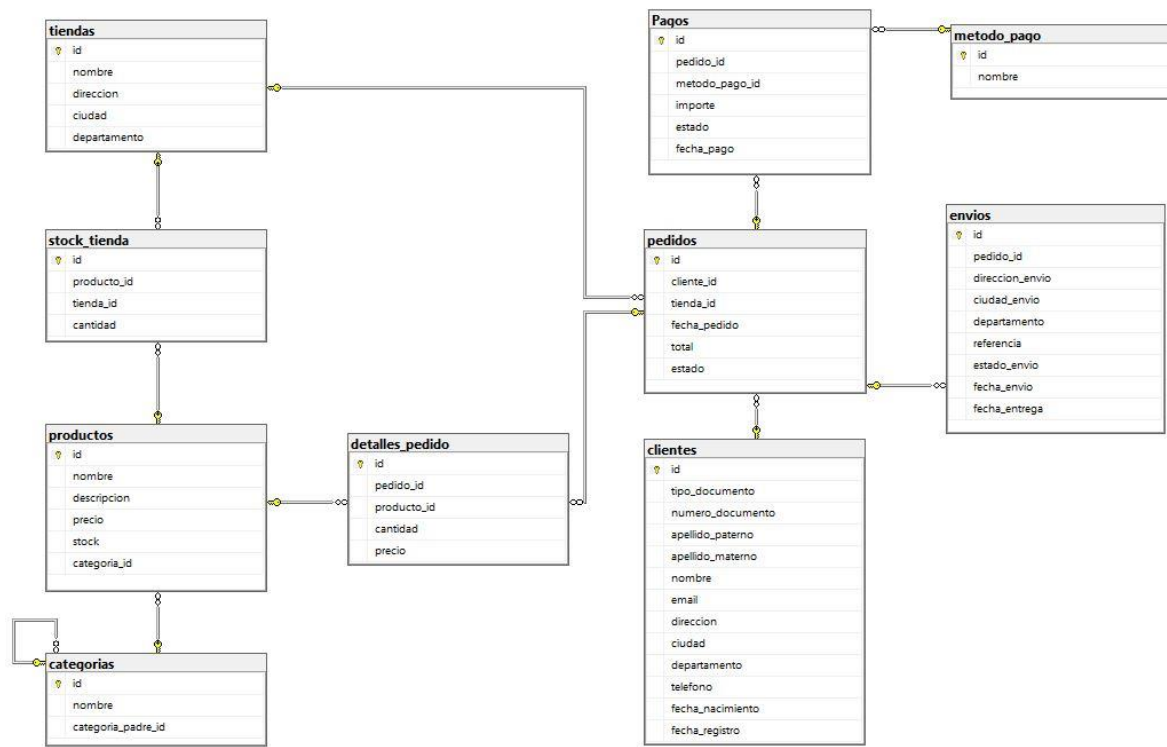 tiendas
id
nombre
direccion
ciudad
departamento
stock_tienda
id
producto_id
tienda_id
cantidad
productos
id
nombre
descripcion
precio
stock
categoria_id
categorias
id
nombre
categoria_padre_id
detalles_pedido
id
pedido_id
producto_id
cantidad
precio
Pagos
id
pedido_id
metodo_pago_id
importe
estado
fecha_pago
metodo_pago
id
nombre
pedidos
id
cliente_id
tienda_id
fecha_pedido
total
estado
envios
id
pedido_id
direccion_envio
ciudad_envio
departamento
referencia
estado_envio
fecha_envio
fecha_entrega
clientes
id
tipo_documento
numero_documento
apellido_paterno
apellido_materno
nombre
email
direccion
ciudad
departamento
telefono
fecha_nacimiento
fecha_registro